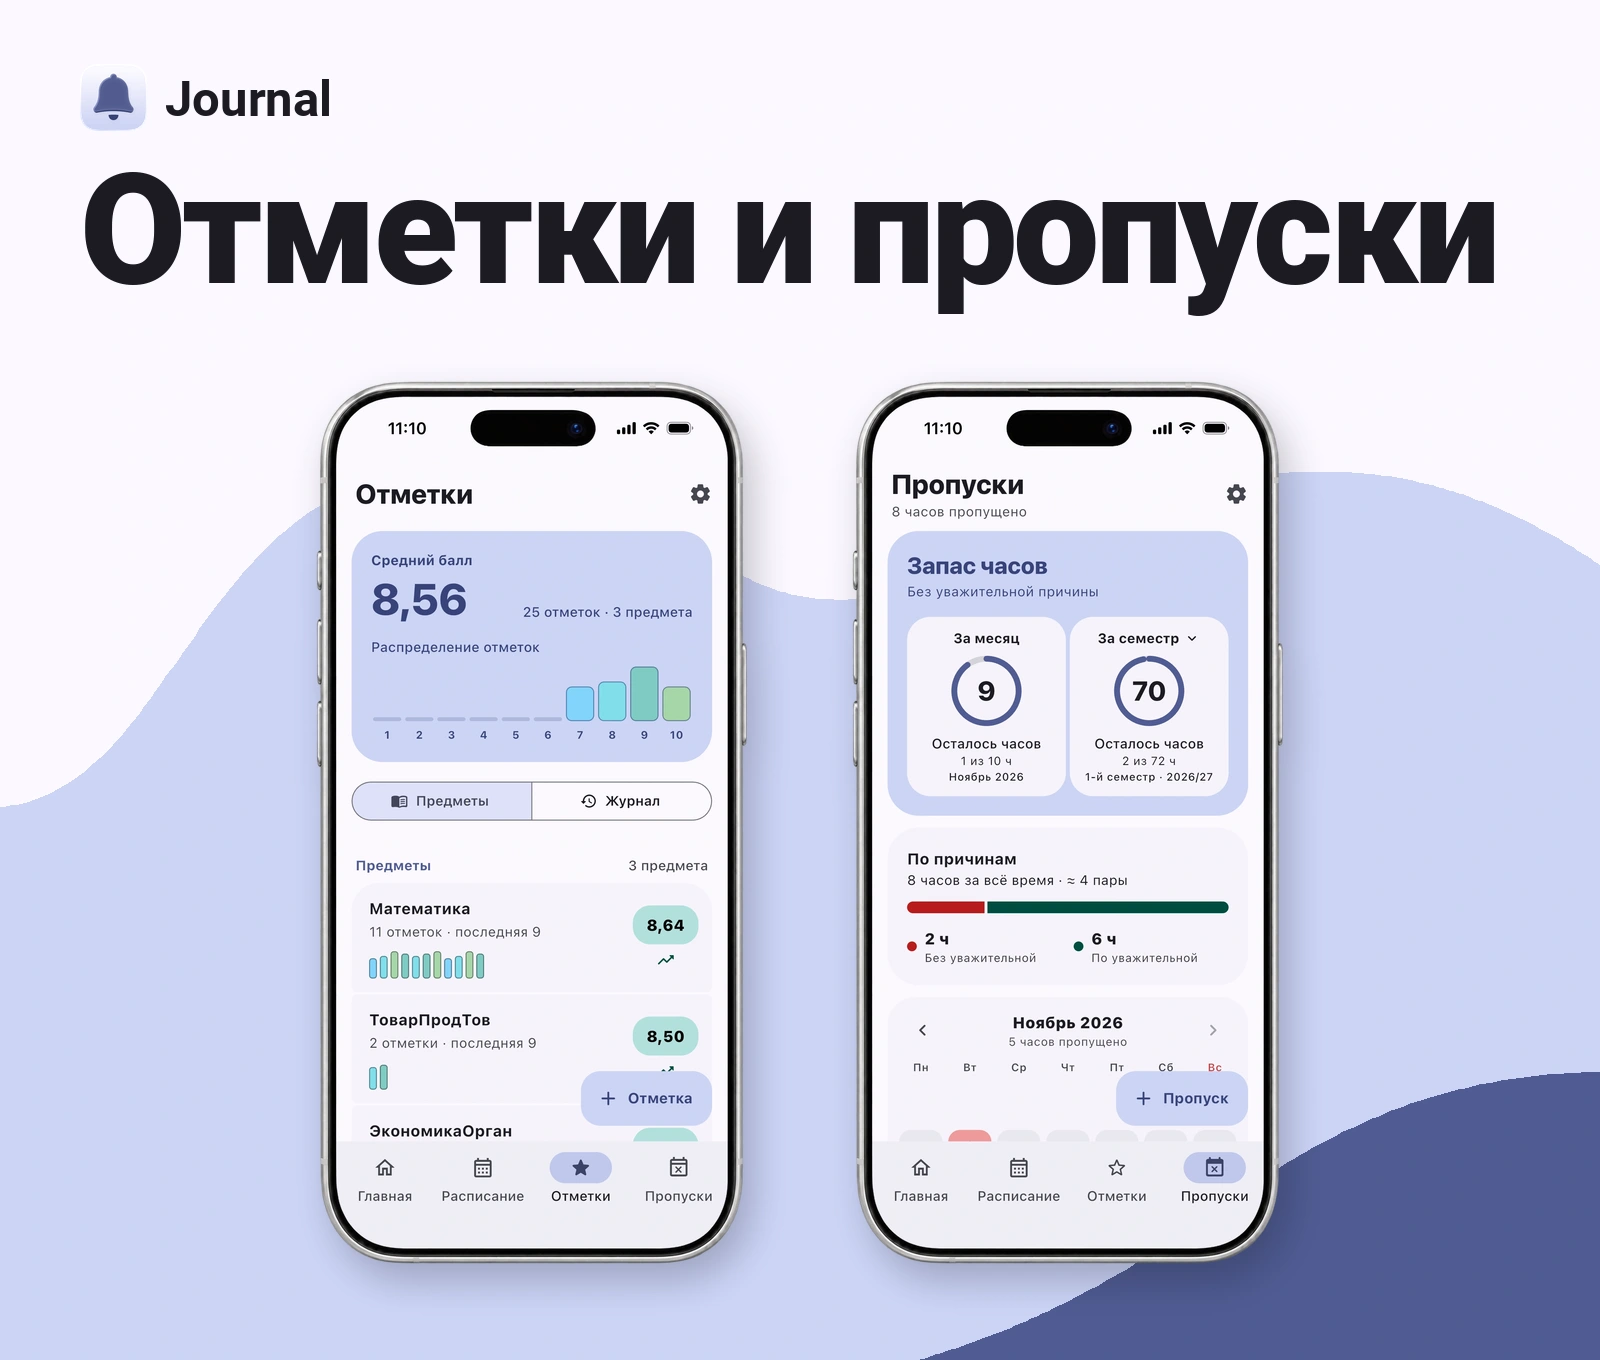 Journal
Отметки и пропуски
11:10
Отметки
Средний балл
8,56
25 отметок · 3 предмета
Распределение отметок
1 2 3 4 5 6 7 8 9 10
Предметы Журнал
Предметы 3 предмета
Математика
11 отметок · последняя 9
8,64
ТоварПродТов
2 отметки · последняя 9
8,50
+ Отметка
ЭкономикаОрган
Главная Расписание Отметки Пропуски
11:10
Пропуски
8 часов пропущено
Запас часов
Без уважительной причины
За месяц
9
Осталось часов
1 из 10 ч
Ноябрь 2026
За семестр
70
Осталось часов
2 из 72 ч
1-й семестр · 2026/27
По причинам
8 часов за всё время · ≈ 4 пары
2 ч
Без уважительной
6 ч
По уважительной
Ноябрь 2026
5 часов пропущено
Пн Вт Ср Чт Пт Сб Вс
+ Пропуск
Главная Расписание Отметки Пропуски